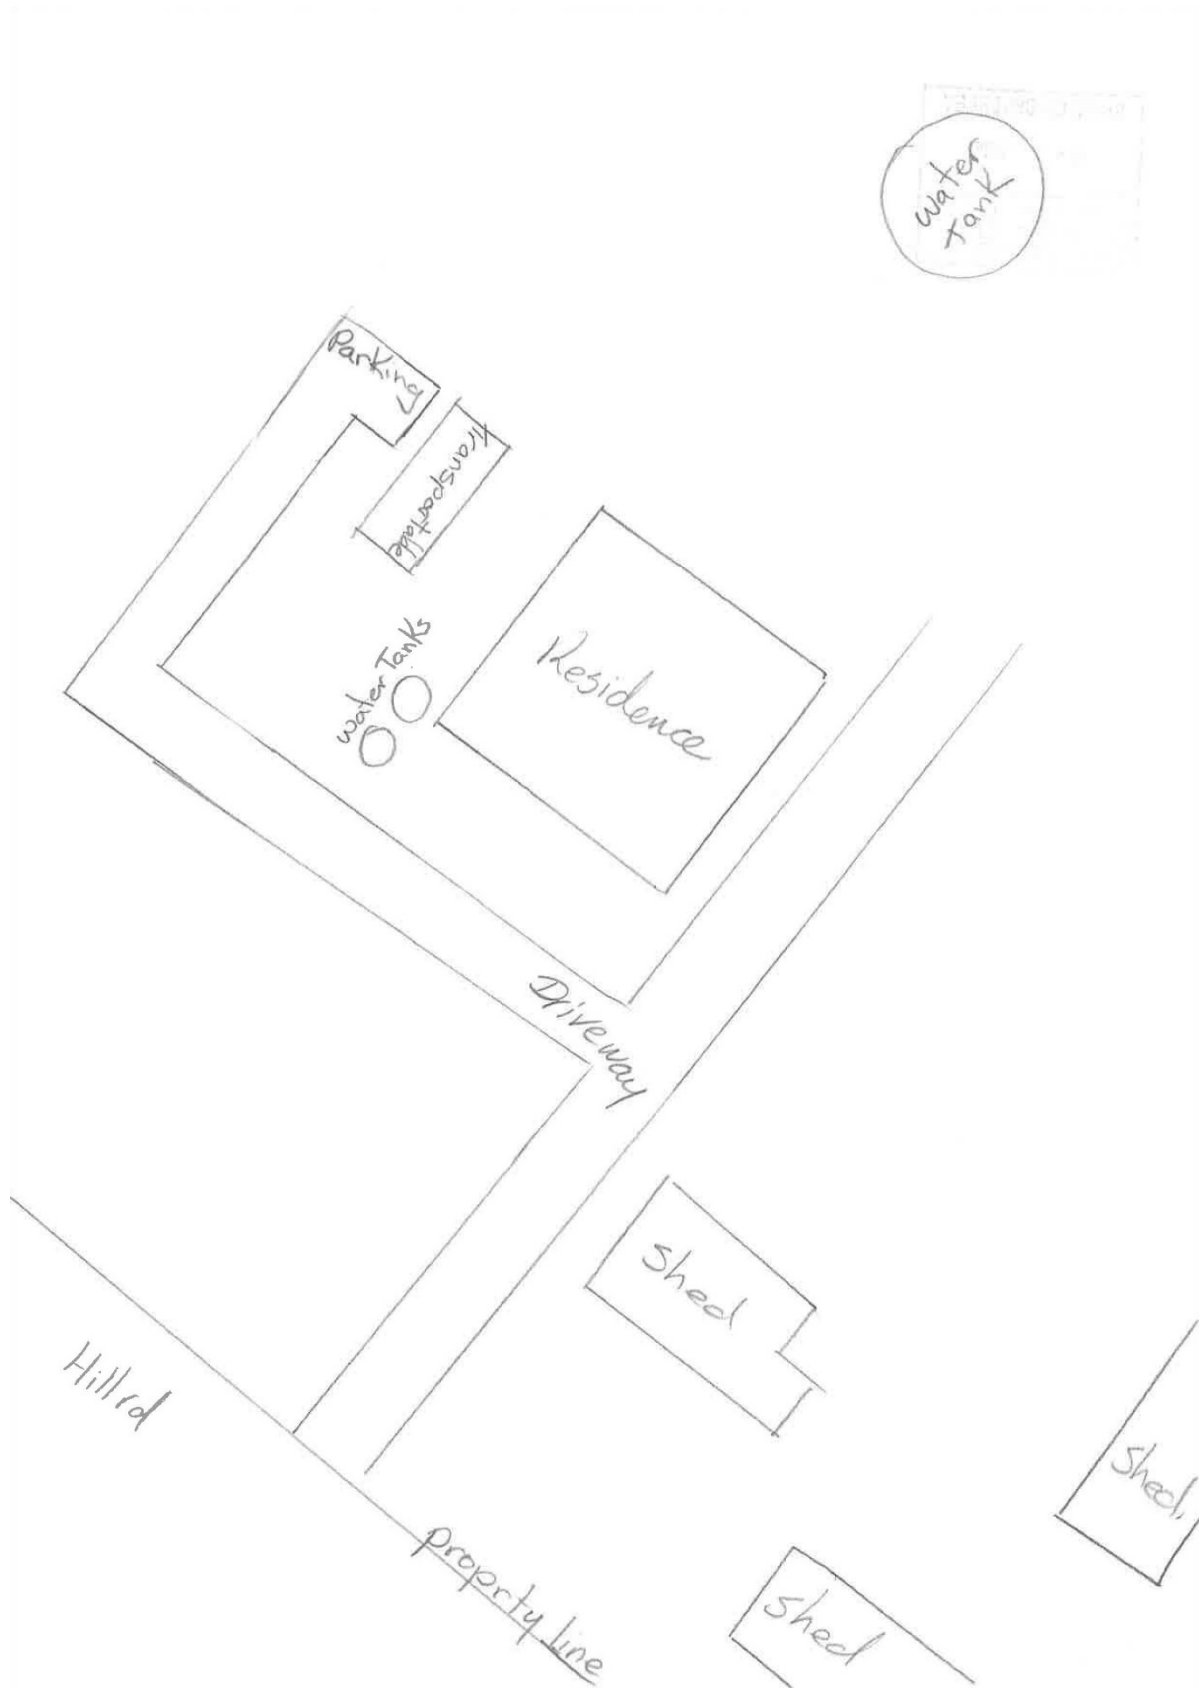 Water
Tank
Parking
transportable
Water Tanks
Residence
Driveway
Shed
Hillrd
Shed.
proprty line
Shed